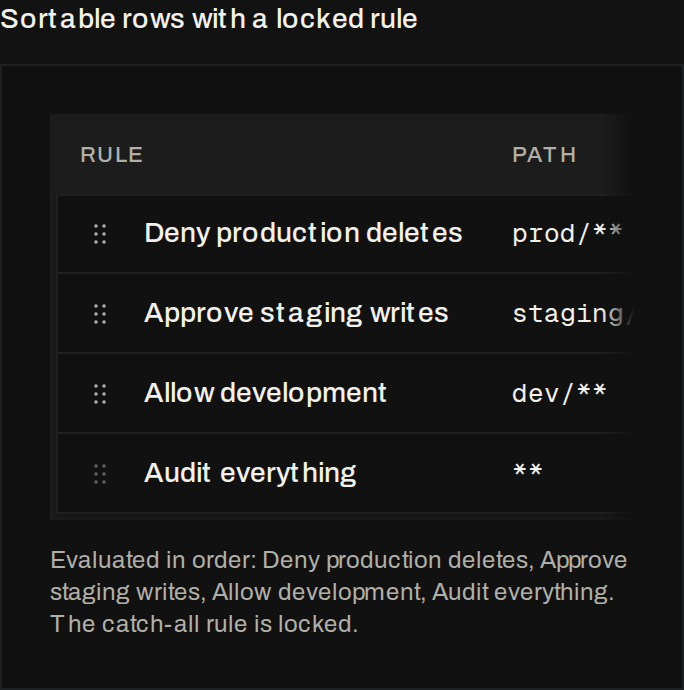 Sortable rows with a locked rule
RULE PATH
Deny production deletes prod/**
Approve staging writes staging/
Allow development dev/**
Audit everything **
Evaluated in order: Deny production deletes, Approve
staging writes, Allow development, Audit everything.
The catch-all rule is locked.